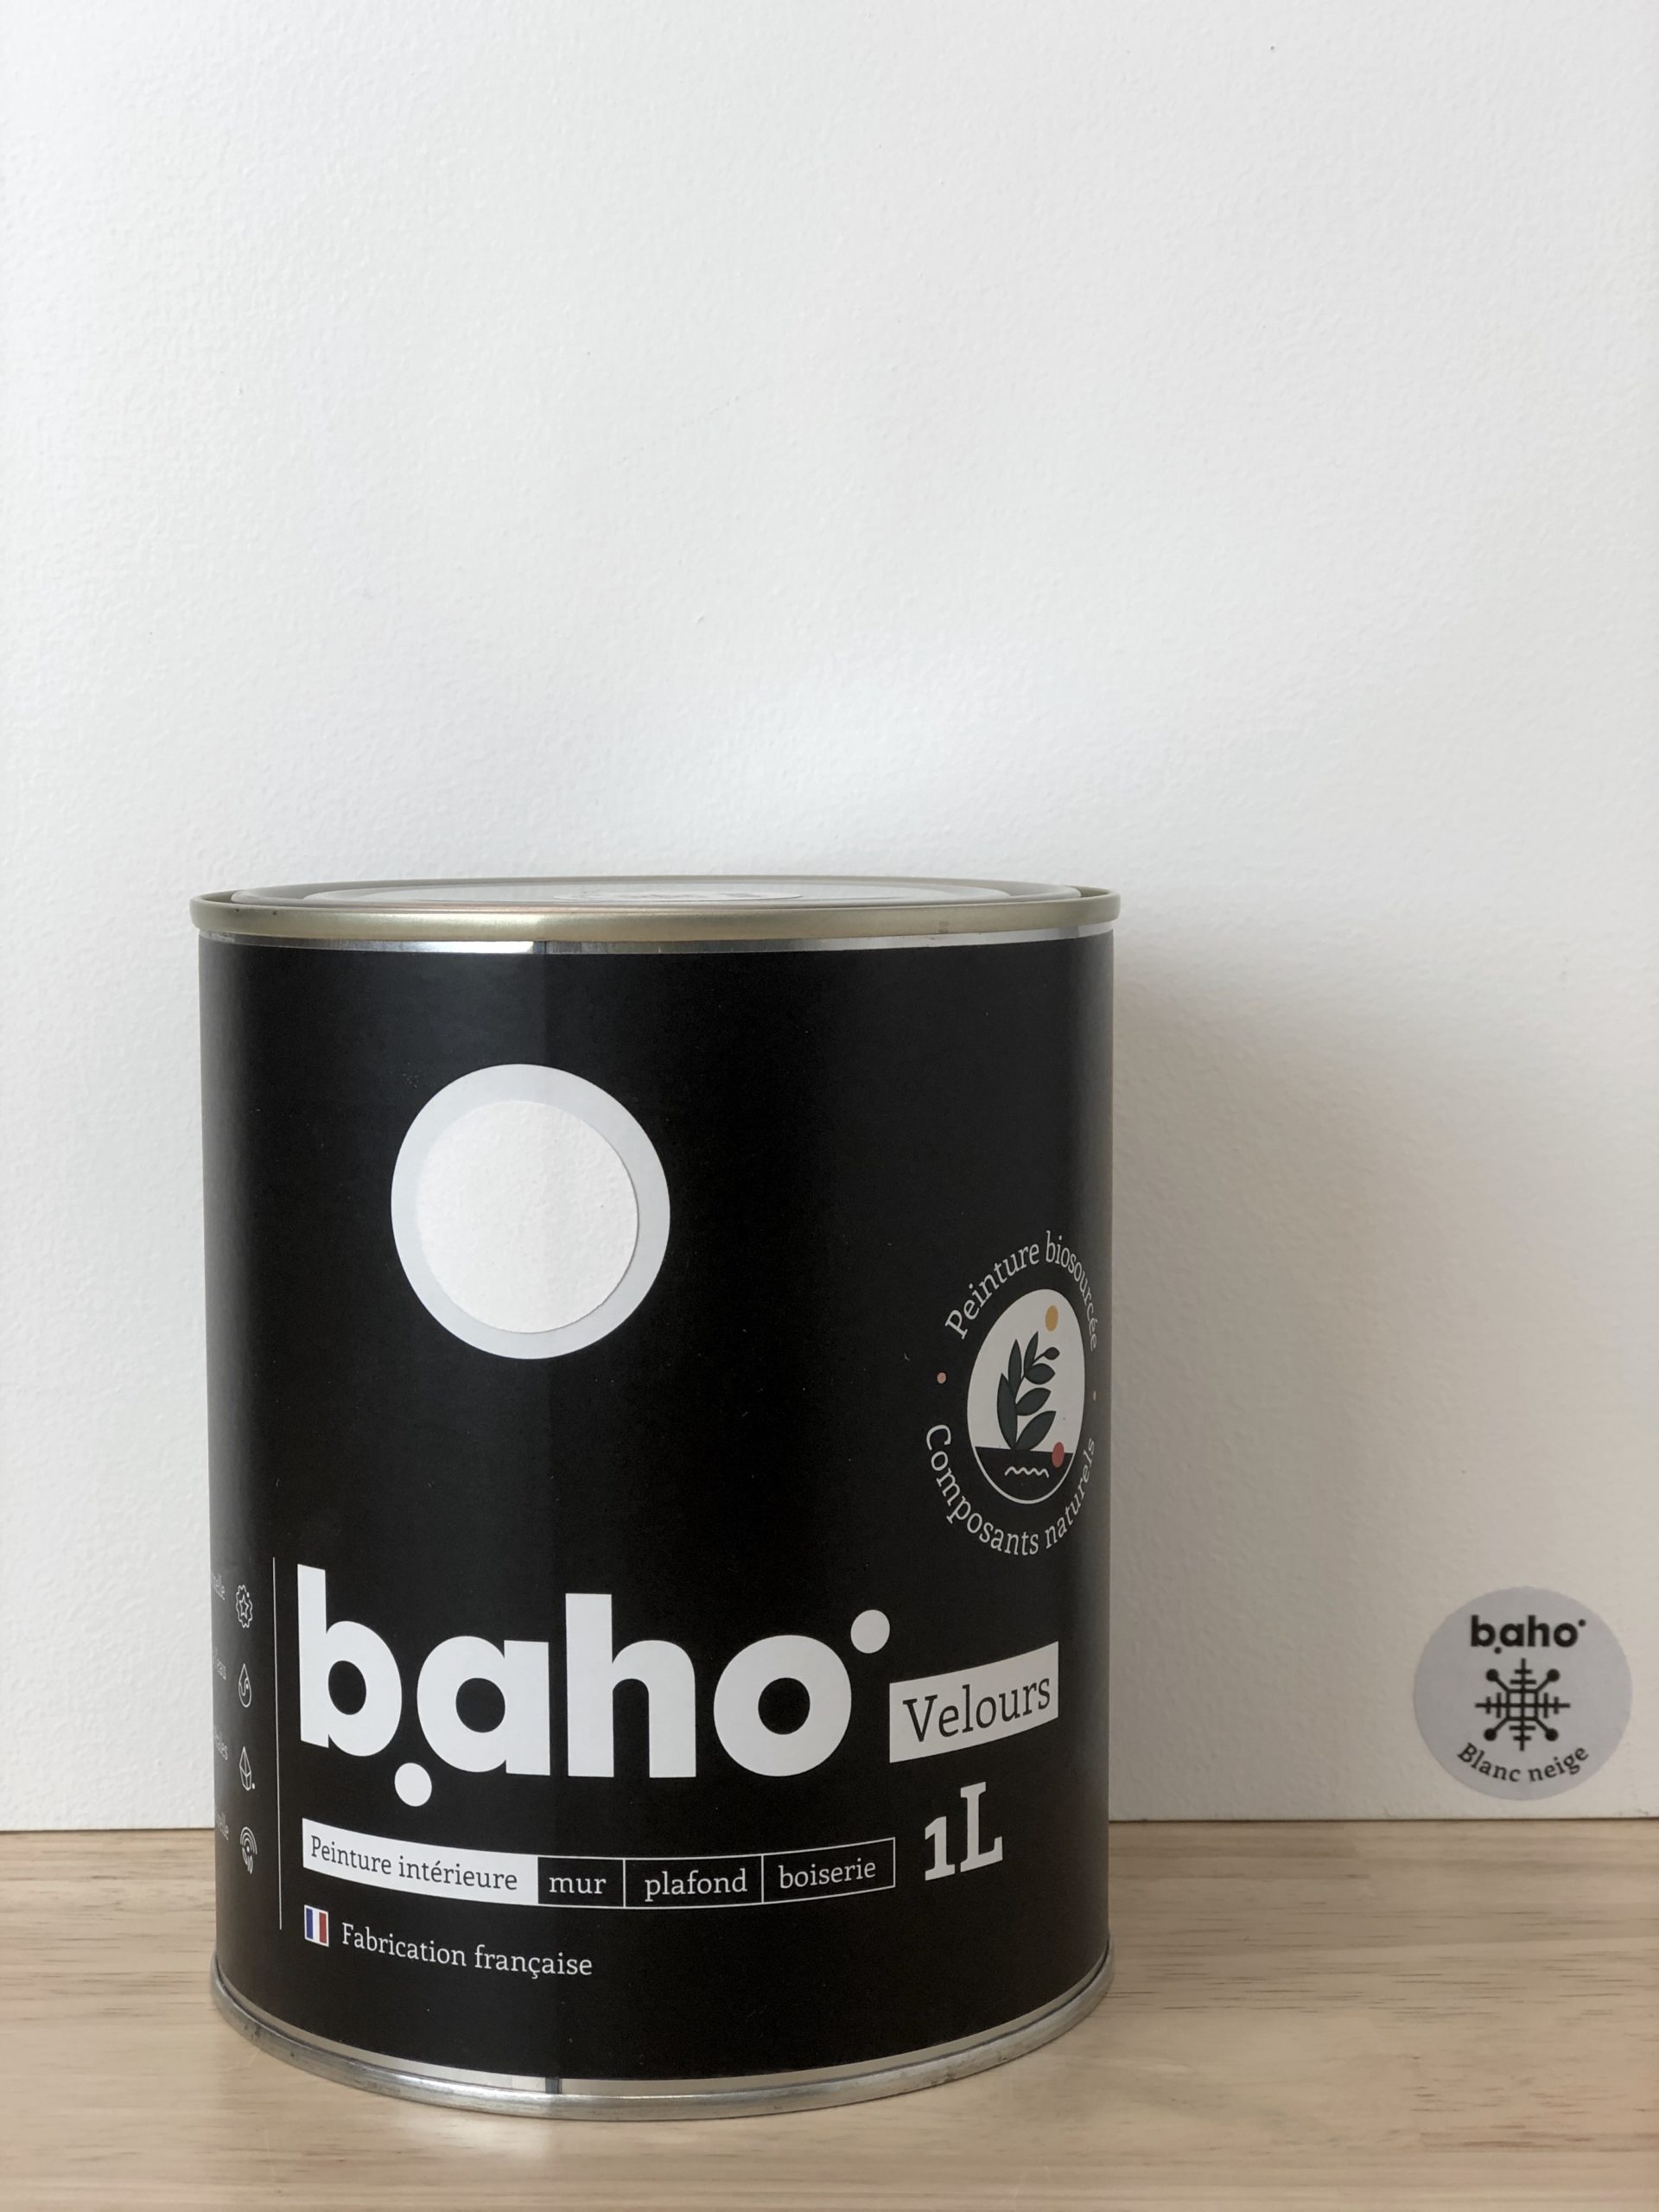 Peinture biosourcée
Composants naturels
baho
Velours
1L
Peinture intérieure mur plafond boiserie
Fabrication française
baho
Blanc neige